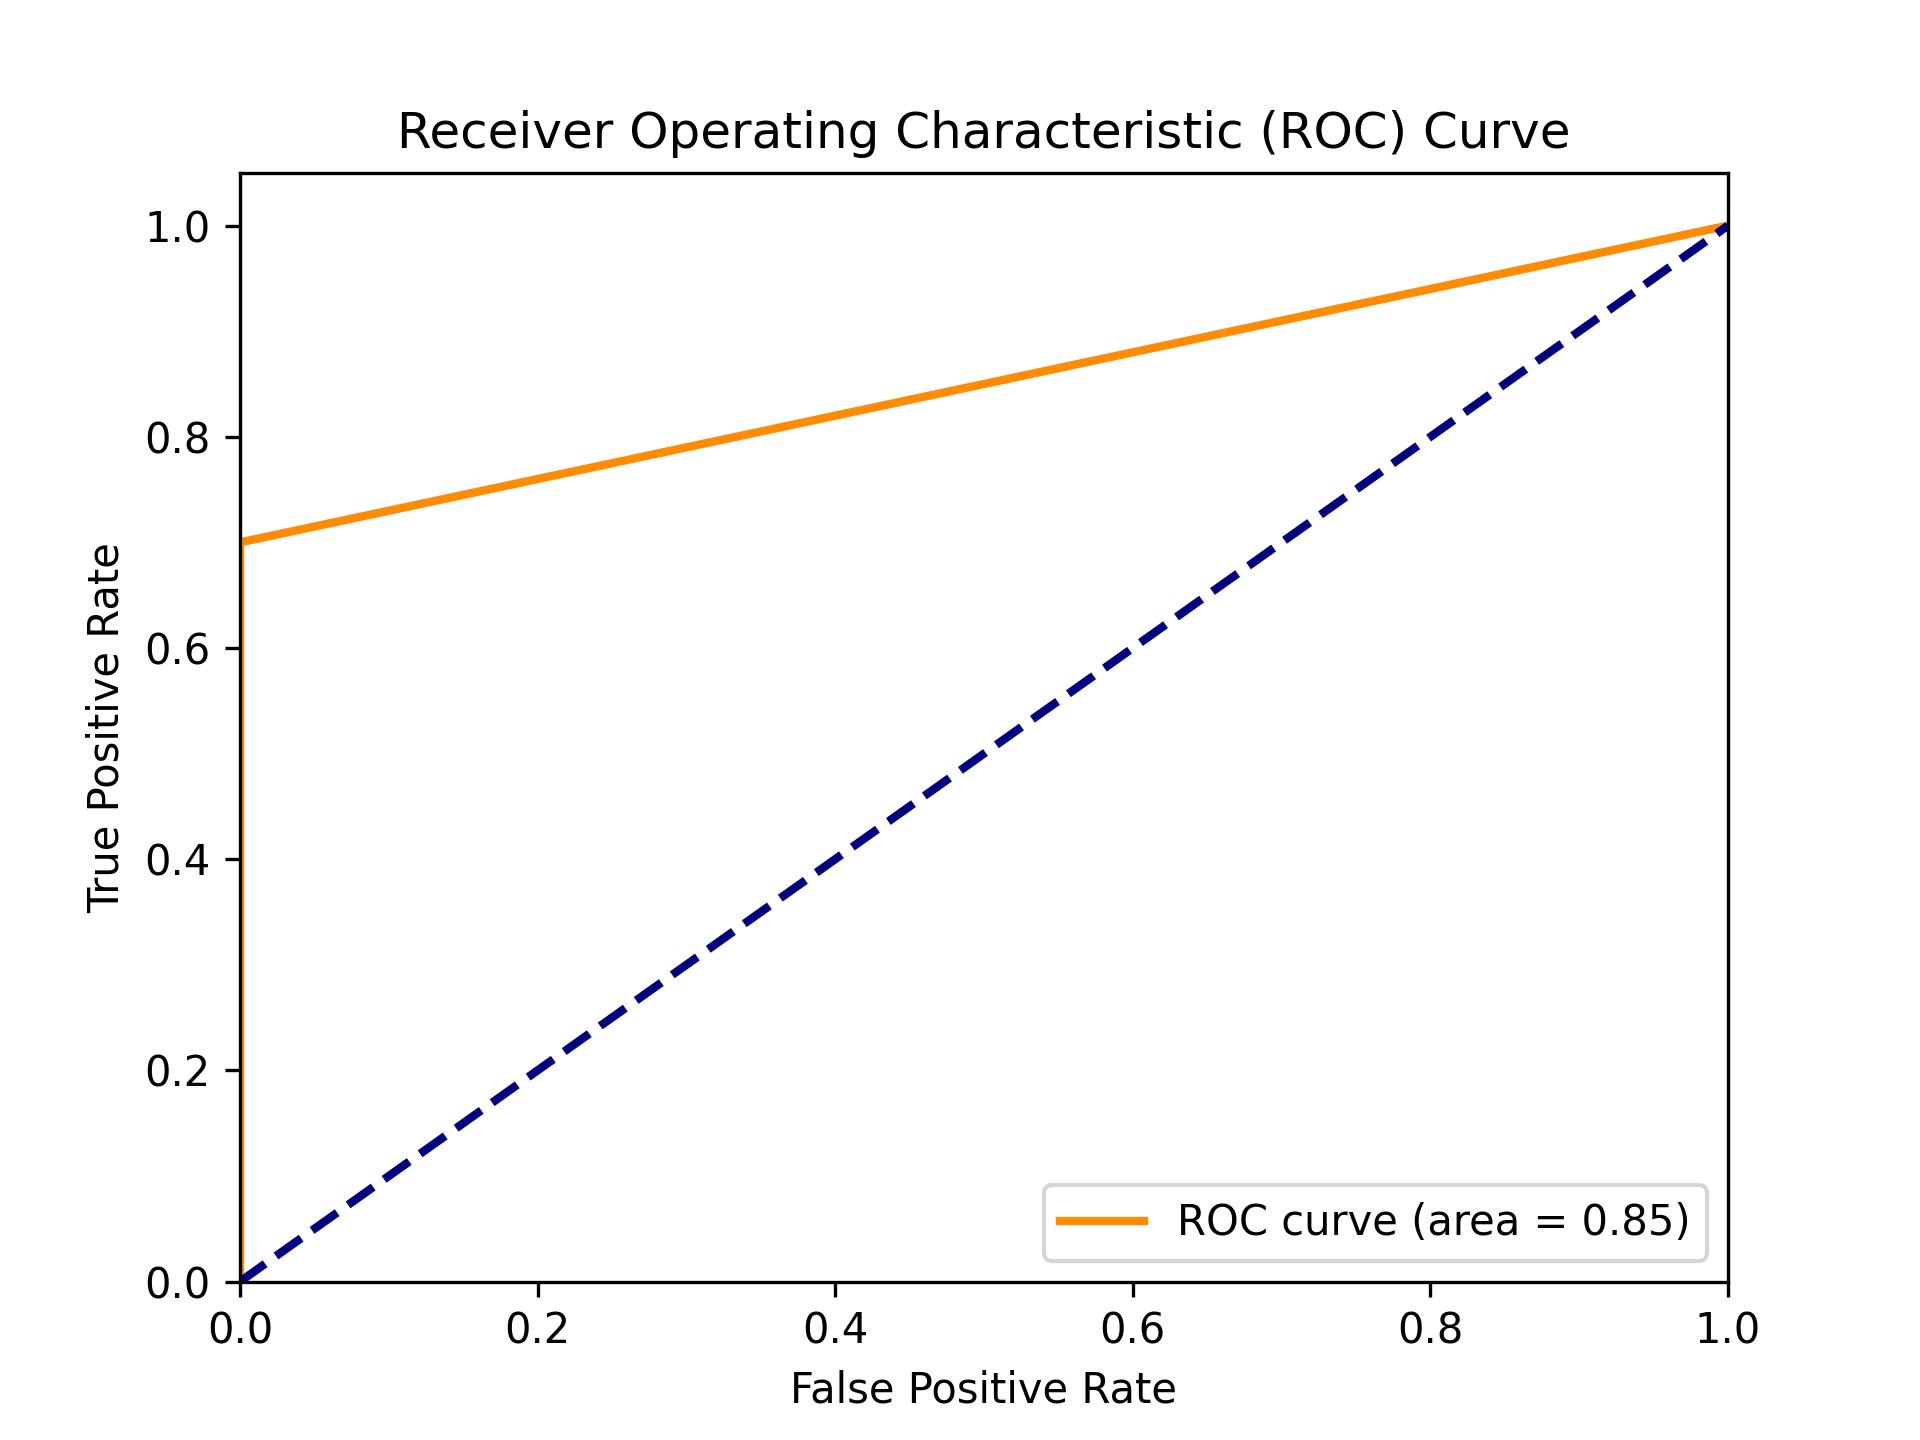 Receiver Operating Characteristic (ROC) Curve
True Positive Rate
1.0
0.8
0.6
0.4
0.2
0.0
ROC curve (area = 0.85)
0.0 0.2 0.4 0.6 0.8 1.0
False Positive Rate